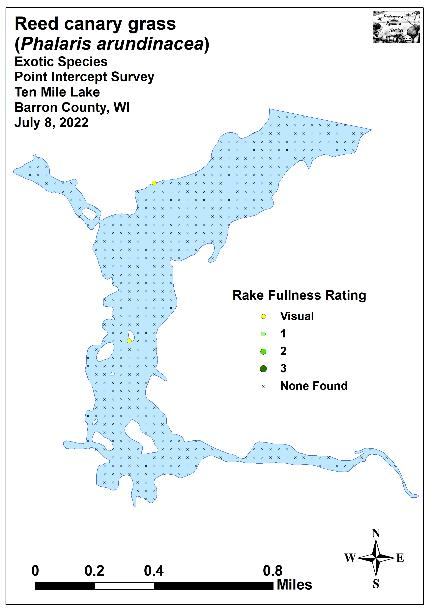 Reed canary grass
(Phalaris arundinacea)
Exotic Species
Point Intercept Survey
Ten Mile Lake
Barron County, WI
July 8, 2022
Rake Fullness Rating
Visual
1
2
3
None Found
N
W E
S
0 0.2 0.4 0.8
Miles